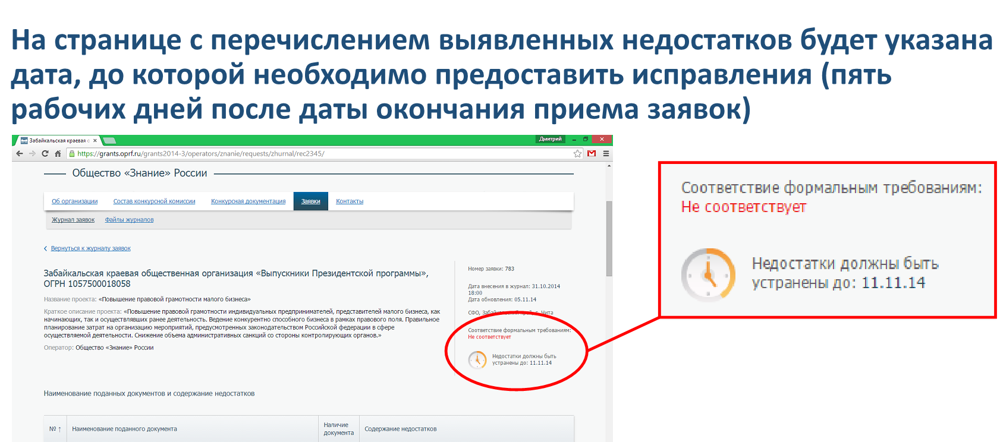 На странице с перечислением выявленных недостатков будет указана
дата, до которой необходимо предоставить исправления (пять
рабочих дней после даты окончания приема заявок)
Забайкальская краевая о
Дмитрий
https://grants.oprf.ru/grants2014-3/operators/znanie/requests/zhurnal/rec2345/
Общество «Знание» России
Об организации Состав конкурсной комиссии Конкурсная документация Заявки Контакты
Журнал заявок Файлы журналов
Вернуться к журналу заявок
Забайкальская краевая общественная организация «Выпускники Президентской программы»,
ОГРН 1057500018058
Название проекта: «Повышение правовой грамотности малого бизнеса»
Краткое описание проекта: «Повышение правовой грамотности индивидуальных предпринимателей, представителей малого бизнеса, как
начинающих, так и осуществлявших ранее деятельность. Ведение конкурентно способного бизнеса в рамках правового поля. Правильное
планирование затрат на организацию мероприятий, предусмотренных законодательством Российской федерации в сфере
осуществляемой деятельности. Снижение объема административных санкций со стороны контролирующих органов.»
Оператор: Общество «Знание» России
Номер заявки: 783
Дата внесения в журнал: 31.10.2014
18:00
Дата обновления: 05.11.14
СФО, Забайкальский край, г. Чита
Соответствие формальным требованиям:
Не соответствует
Недостатки должны быть
устранены до: 11.11.14
Наименование поданных документов и содержание недостатков
№ ↑ Наименование поданного документа Наличие
документа Содержание недостатков
Соответствие формальным требованиям:
Не соответствует
Недостатки должны быть
устранены до: 11.11.14